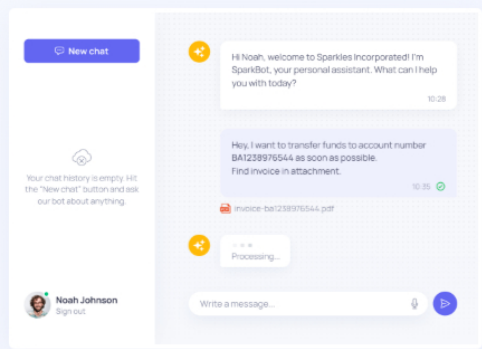 New chat
Your chat history is empty. Hit
the "New chat" button and ask
our bot about anything.
Noah Johnson
Sign out
Hi Noah, welcome to Sparkles Incorporated! I'm
SparkBot, your personal assistant. What can I help
you with today?
10:28
Hey, I want to transfer funds to account number
BA1238976544 as soon as possible.
Find invoice in attachment.
10:35
invoice-ba1238976544.pdf
Processing...
Write a message...